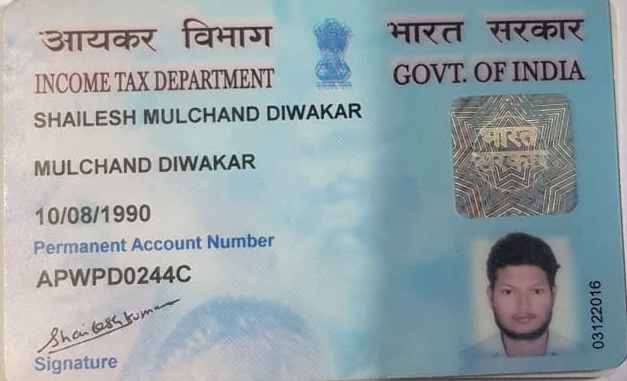 आयकर विभाग भारत सरकार
INCOME TAX DEPARTMENT GOVT. OF INDIA
SHAILESH MULCHAND DIWAKAR
MULCHAND DIWAKAR
भारत
सरकार
10/08/1990
Permanent Account Number
APWPD0244C
Shaileshkumar
Signature
03122016